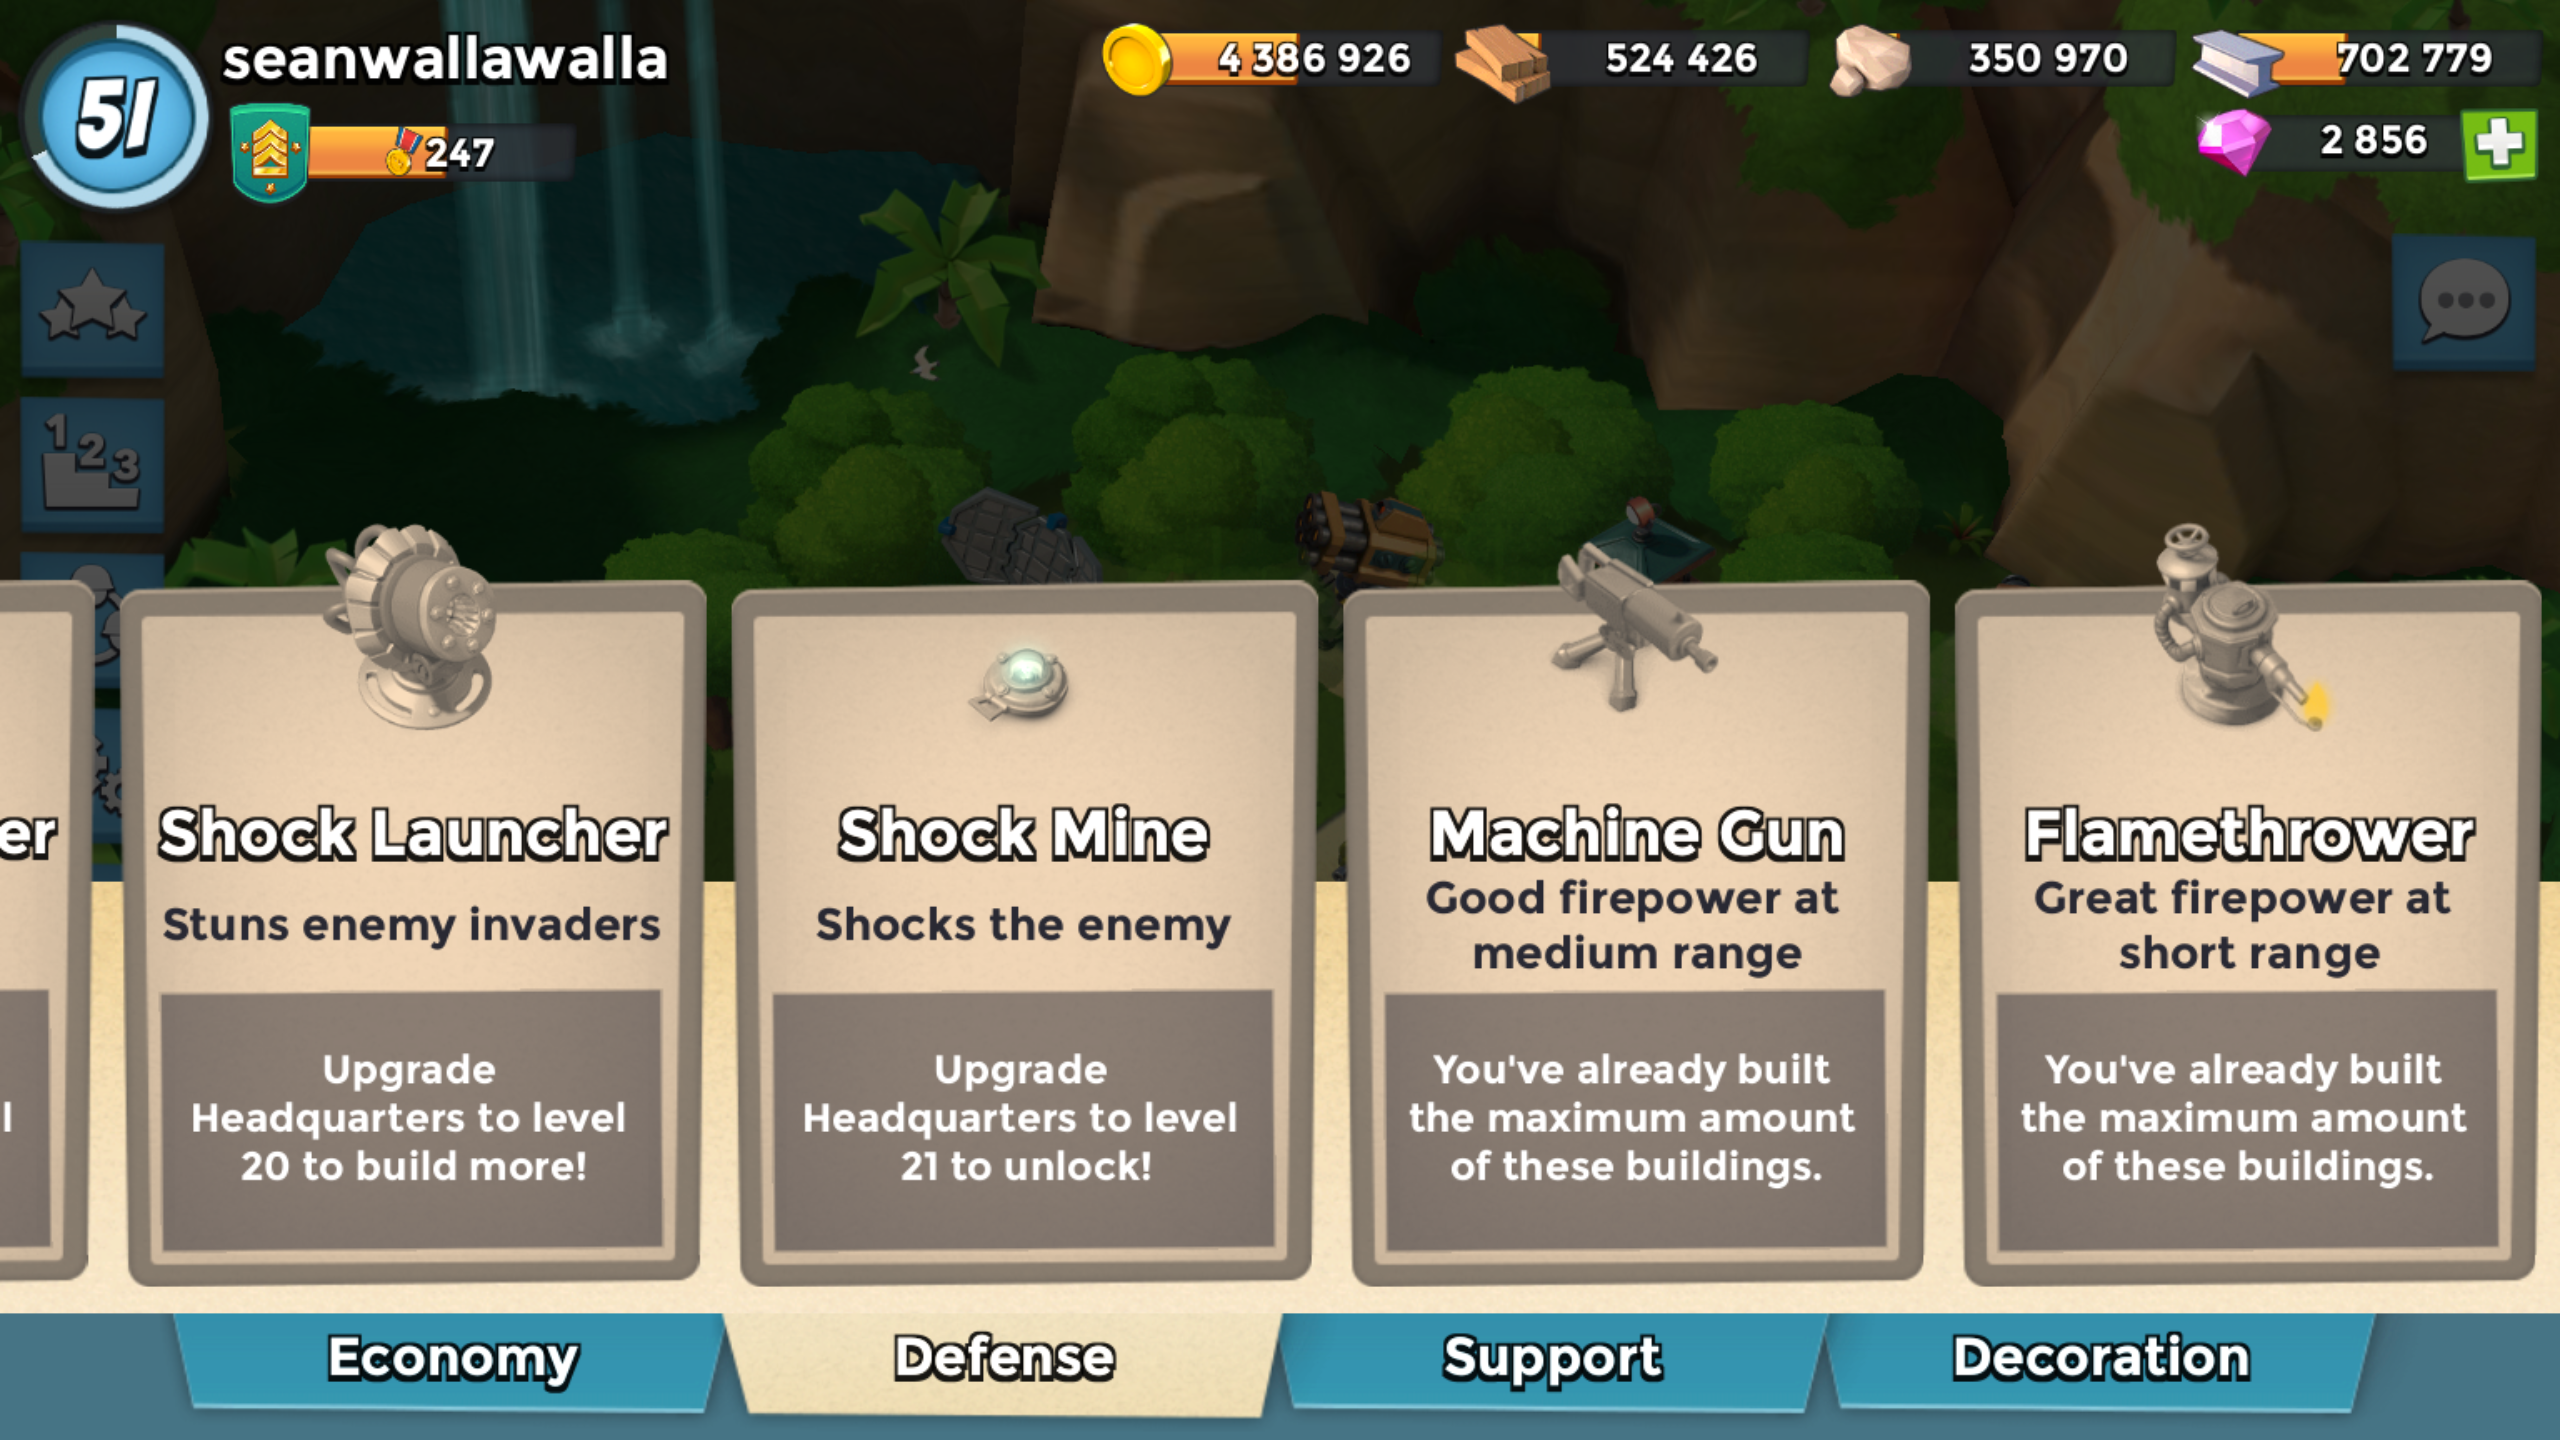 51
seanwallawalla
247
4 386 926
524 426
350 970
702 779
2 856
1 2 3
er
Shock Launcher
Stuns enemy invaders
Upgrade
Headquarters to level
20 to build more!
Shock Mine
Shocks the enemy
Upgrade
Headquarters to level
21 to unlock!
Machine Gun
Good firepower at
medium range
You've already built
the maximum amount
of these buildings.
Flamethrower
Great firepower at
short range
You've already built
the maximum amount
of these buildings.
Economy
Defense
Support
Decoration